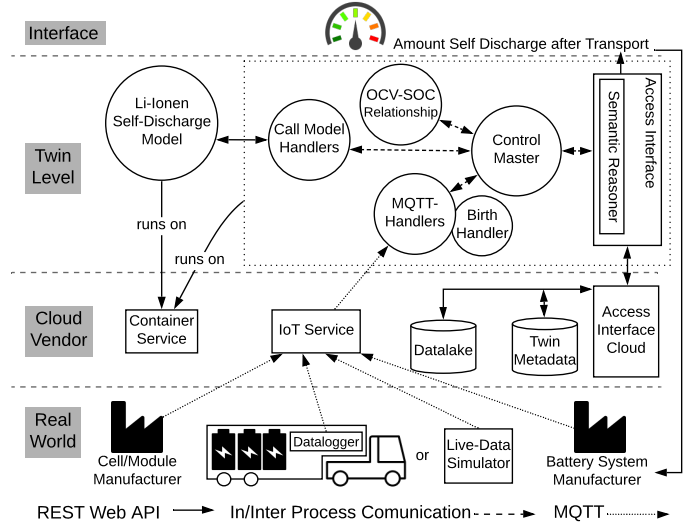 Interface
Amount Self Discharge after Transport
Twin
Level
Li-Ionen
Self-Discharge
Model
Call Model
Handlers
OCV-SOC
Relationship
Control
Master
MQTT-
Handlers
Birth
Handler
Access Interface
Semantic Reasoner
runs on
runs on
Cloud
Vendor
Container
Service
IoT Service
Datalake
Twin
Metadata
Access
Interface
Cloud
Real
World
Cell/Module
Manufacturer
Datalogger
or
Live-Data
Simulator
Battery System
Manufacturer
REST Web API
In/Inter Process Comunication
MQTT